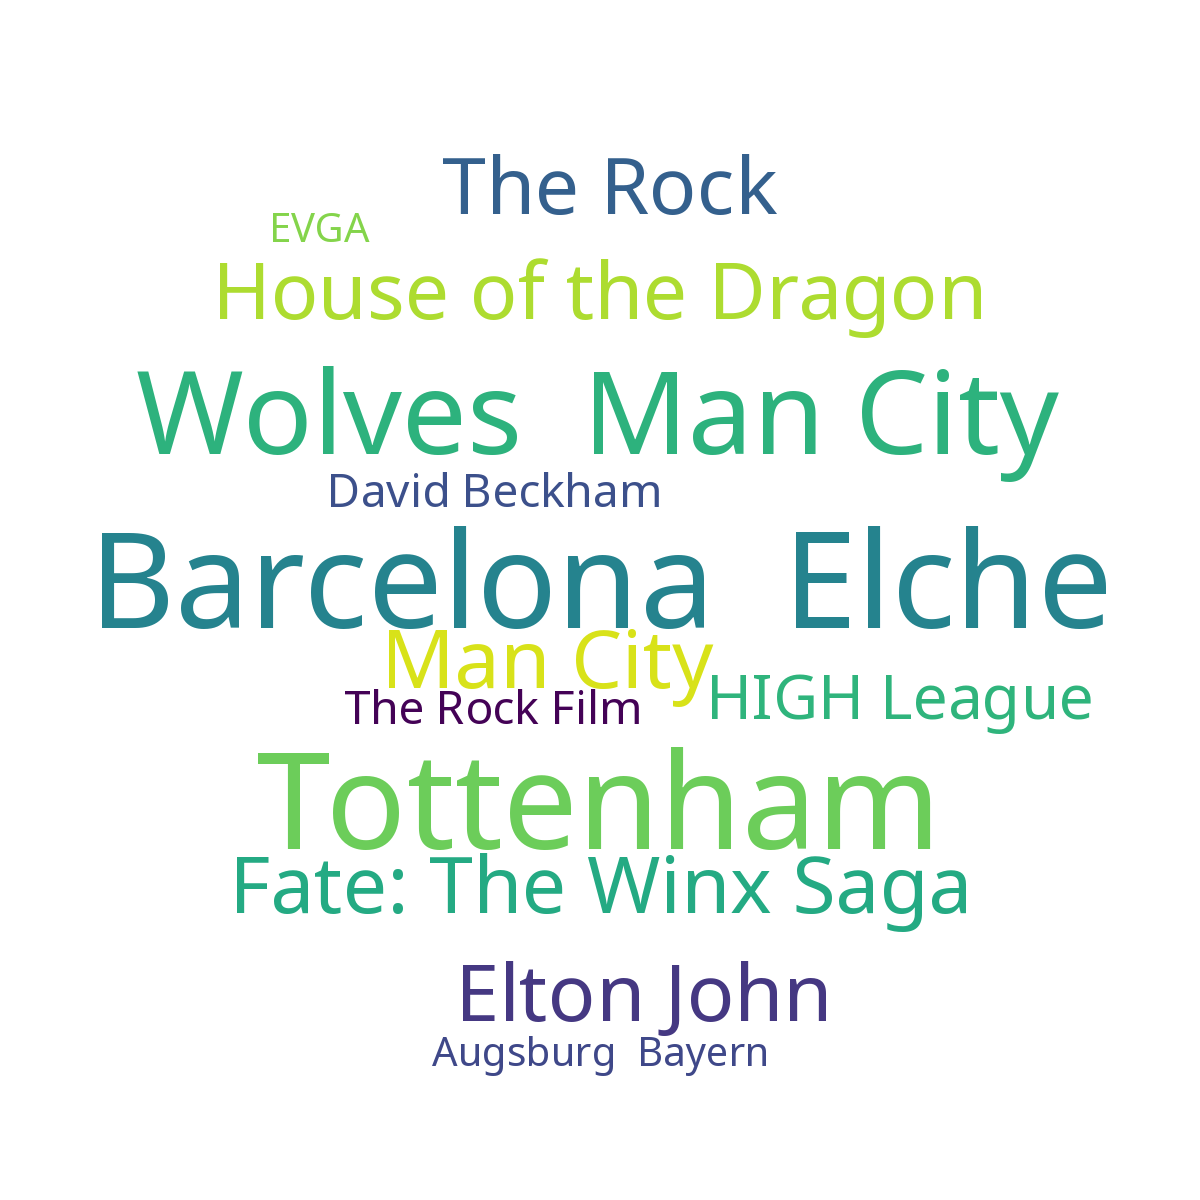 The Rock
EVGA
House of the Dragon
Wolves  Man City
David Beckham
Barcelona  Elche
Man City
HIGH League
The Rock Film
Tottenham
Fate: The Winx Saga
Elton John
Augsburg  Bayern